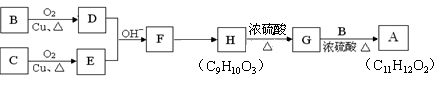 B O₂ Cu、△ D
C O₂ Cu、△ E
OH⁻ F H 浓硫酸 △ G B 浓硫酸 △ A
(C₉H₁₀O₃) (C₁₁H₁₂O₂)